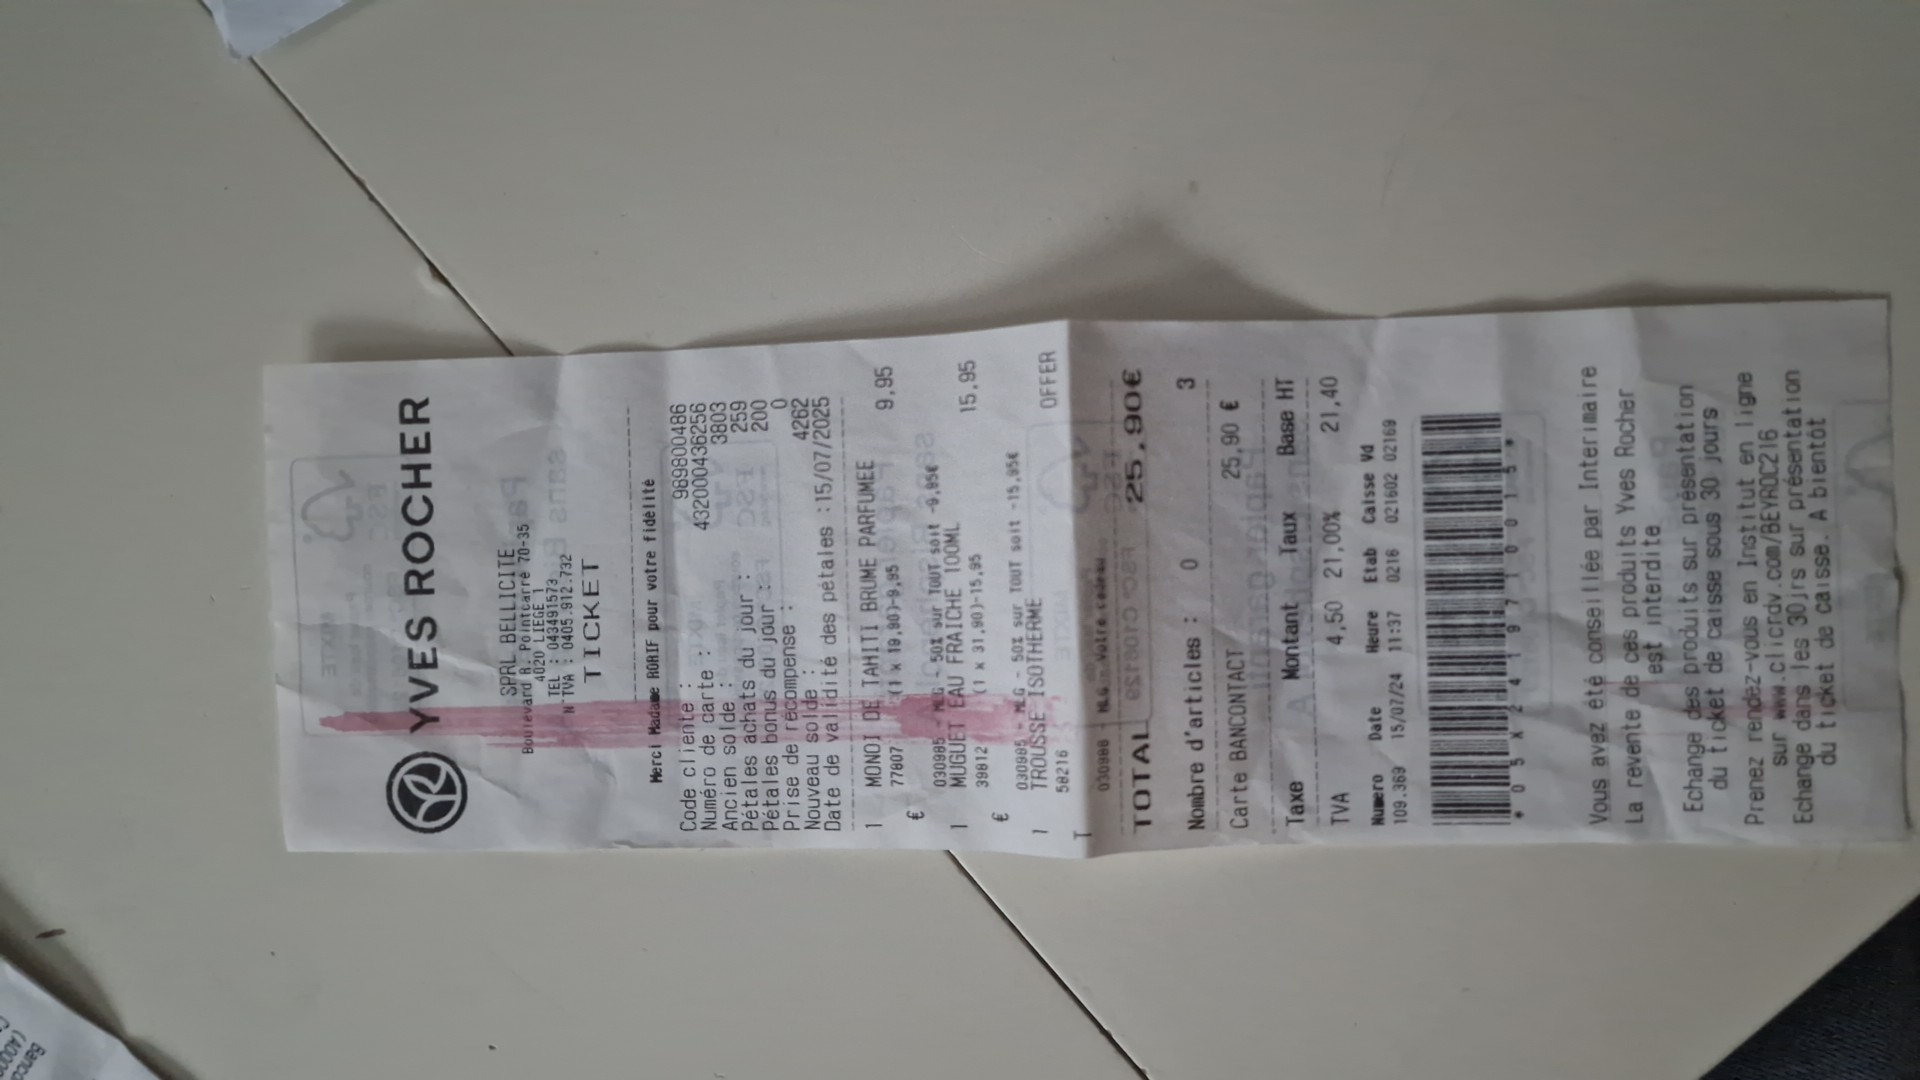 YVES ROCHER
SPRL BELLICITE
Boulevard R. Pointcarré 70-35
4020 LIEGE 1
TEL : 043491573
N°TVA : 0405.912.732
TICKET
Merci Madame RORIF pour votre fidélité
Code cliente : 989800486
Numéro de carte : 432000436256
Ancien solde : 3803
Pétales achats du jour : 259
Pétales bonus du jour : 200
Prise de récompense : 0
Nouveau solde : 4262
Date de validité des pétales :15/07/2025
1 MONOI DE TAHITI BRUME PARFUMEE 9,95
77807 (1 x 19,90)-9,95
€
030985 - MLG - 50% sur TOUT soit -9,95€
1 MUGUET EAU FRAICHE 100ML 15,95
39812 (1 x 31,90)-15,95
€
030985 - MLG - 50% sur TOUT soit -15,95€
1 TROUSSE ISOTHERME OFFER
58216
T
030986 - MLG - Votre cadeau
TOTAL 25,90€
Nombre d'articles : 0 3
Carte BANCONTACT 25,90 €
Taxe Montant Taux Base HT
TVA 4,50 21,00% 21,40
Numero Date Heure Etab Caisse Vd
109.369 15/07/24 11:37 0216 021602 02169
*05X2419710015*
Vous avez été conseillée par Interimaire
La revente de ces produits Yves Rocher
est interdite
Echange des produits sur présentation
du ticket de caisse sous 30 jours
Prenez rendez-vous en Institut en ligne
sur www.clicrdv.com/BEYROC216
Echange dans les 30jrs sur présentation
du ticket de caisse. A bientôt